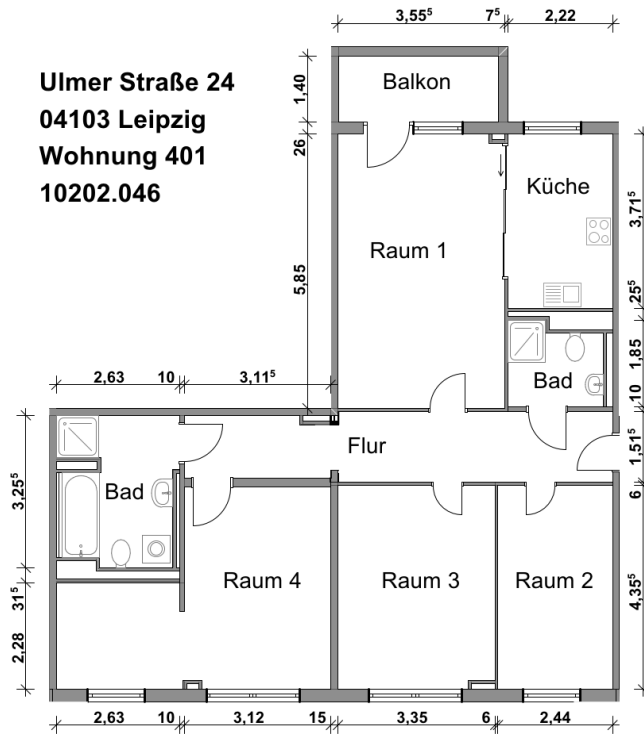 3,55⁵ 7⁵ 2,22
Ulmer Straße 24
04103 Leipzig
Wohnung 401
10202.046
1,40
Balkon
26
Küche
3,71⁵
Raum 1
5,85
25⁵
1,85
2,63 10 3,11⁵
Bad
10
Flur
1,51⁵
3,25⁵
Bad
6
Raum 4 Raum 3 Raum 2
31⁵
4,35⁵
2,28
2,63 10 3,12 15 3,35 6 2,44